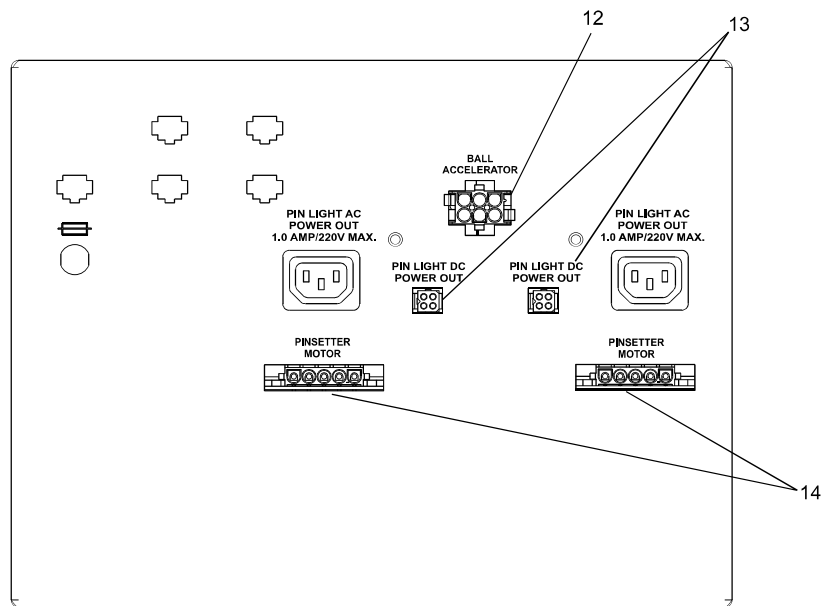 12
13
BALL
ACCELERATOR
PIN LIGHT AC
POWER OUT
1.0 AMP/220V MAX.
PIN LIGHT AC
POWER OUT
1.0 AMP/220V MAX.
PIN LIGHT DC
POWER OUT
PIN LIGHT DC
POWER OUT
PINSETTER
MOTOR
PINSETTER
MOTOR
14